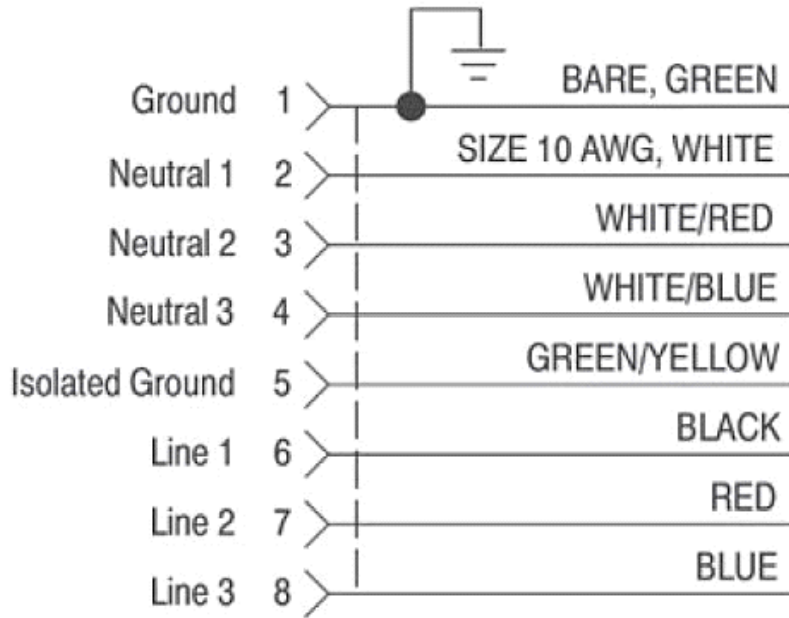 Ground 1 BARE, GREEN
Neutral 1 2 SIZE 10 AWG, WHITE
Neutral 2 3 WHITE/RED
Neutral 3 4 WHITE/BLUE
Isolated Ground 5 GREEN/YELLOW
Line 1 6 BLACK
Line 2 7 RED
Line 3 8 BLUE